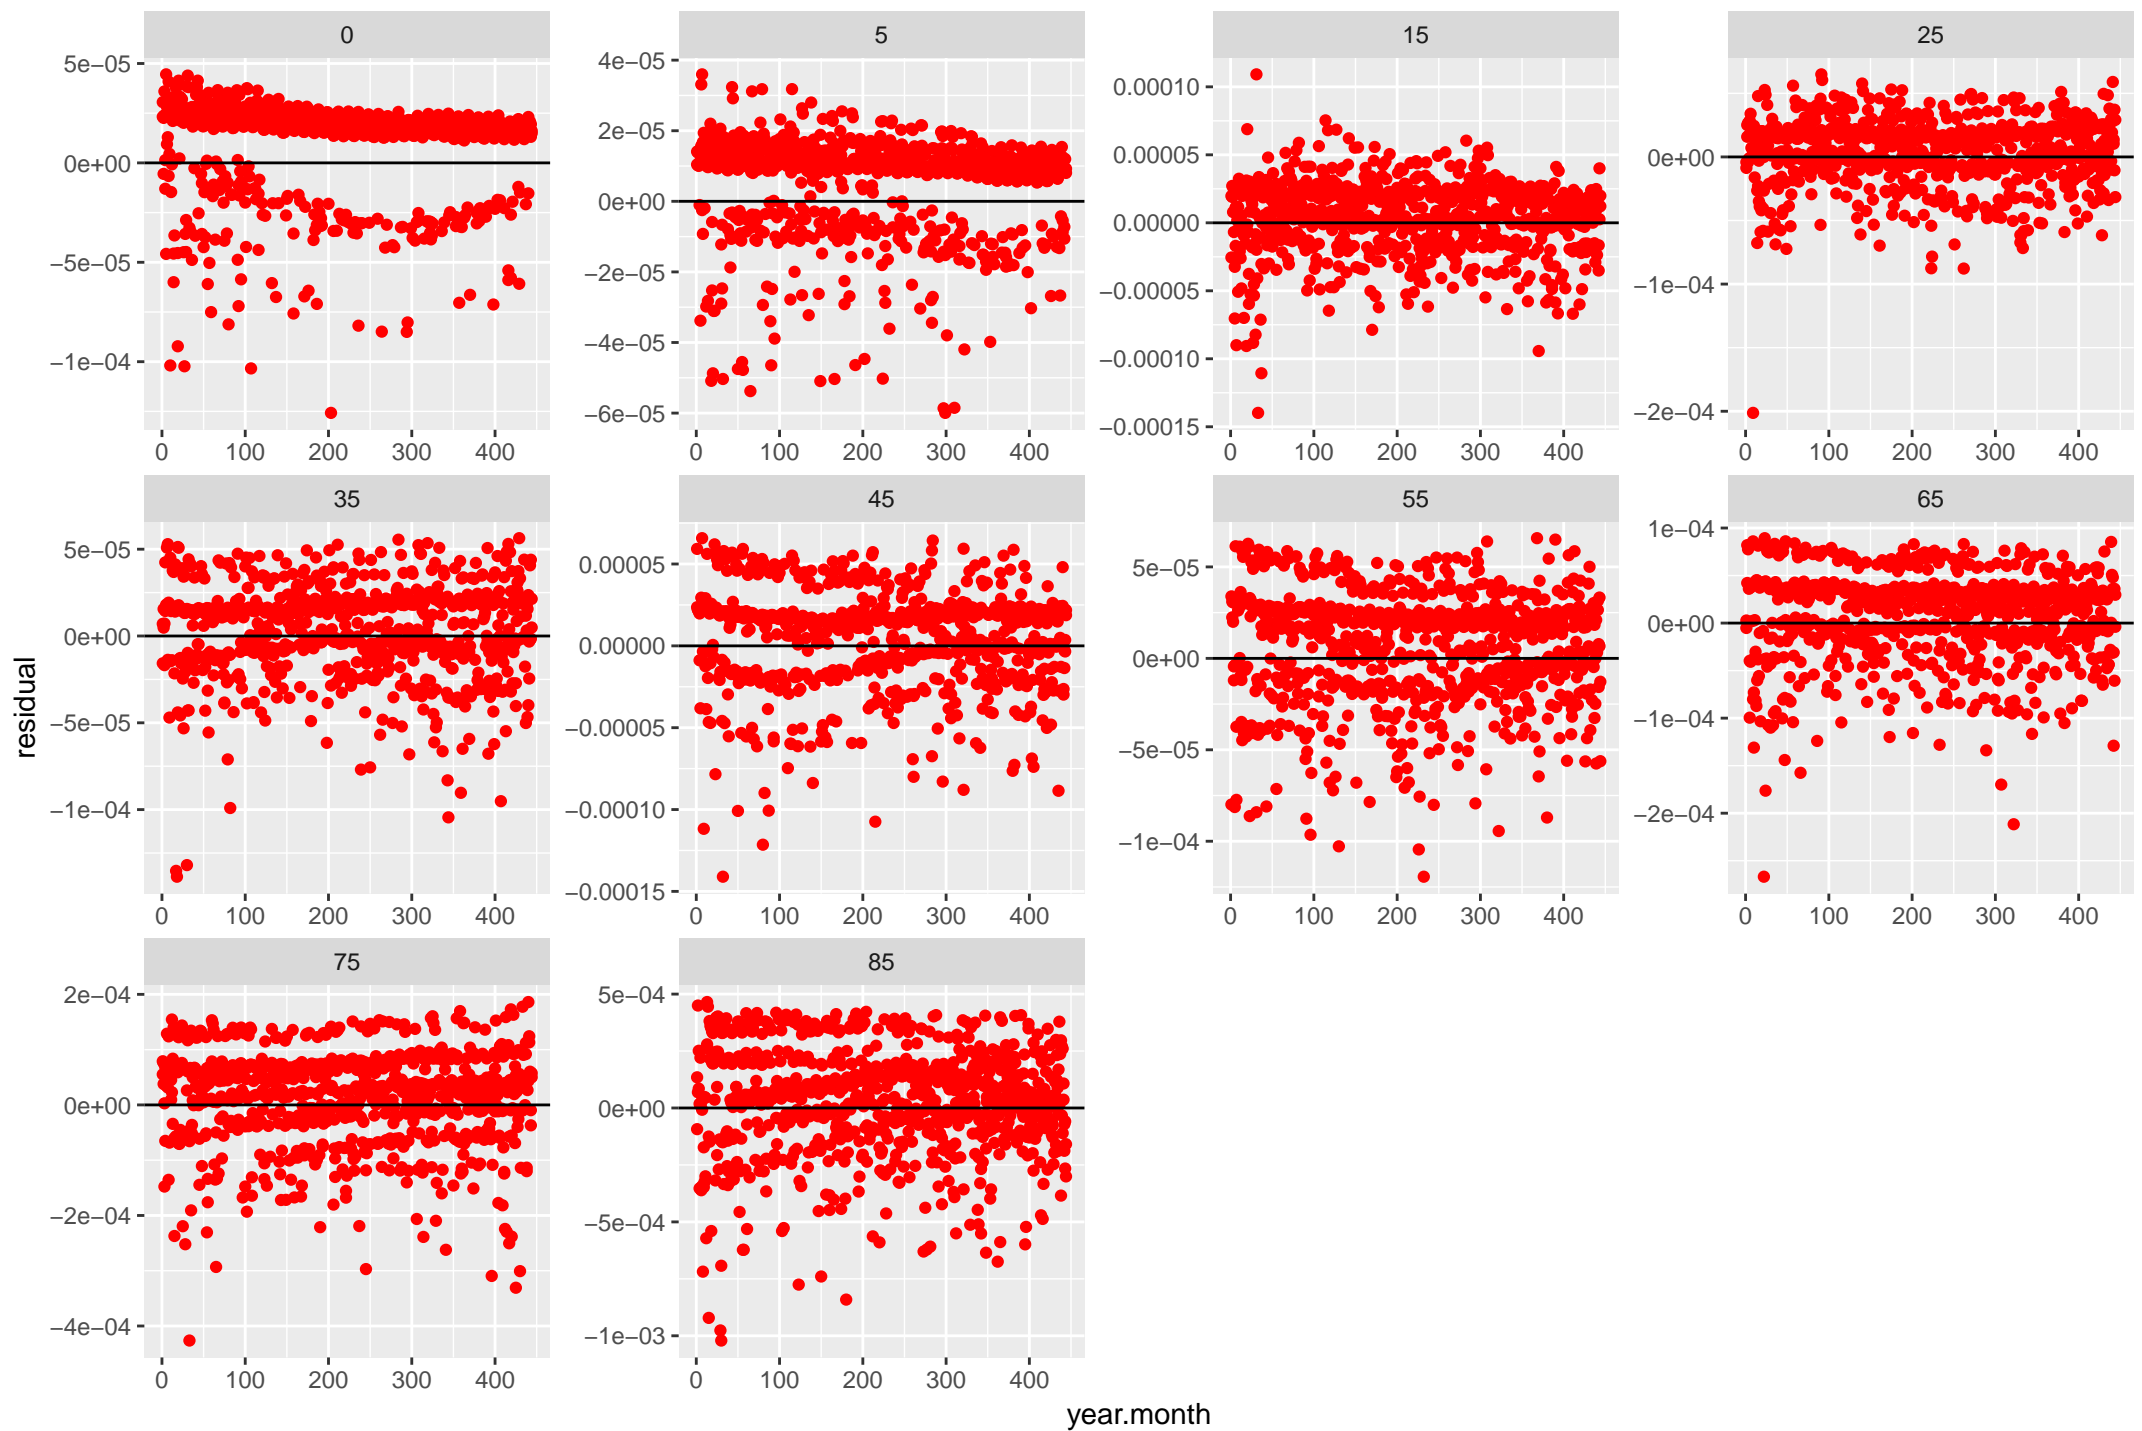 0
5
15
25
5e−05
0e+00
−5e−05
−1e−04
4e−05
2e−05
0e+00
−2e−05
−4e−05
−6e−05
0.00010
0.00005
0.00000
−0.00005
−0.00010
−0.00015
0e+00
−1e−04
−2e−04
0 100 200 300 400
0 100 200 300 400
0 100 200 300 400
0 100 200 300 400
35
45
55
65
5e−05
0e+00
−5e−05
−1e−04
0.00005
0.00000
−0.00005
−0.00010
−0.00015
5e−05
0e+00
−5e−05
−1e−04
1e−04
0e+00
−1e−04
−2e−04
0 100 200 300 400
0 100 200 300 400
0 100 200 300 400
0 100 200 300 400
75
85
2e−04
0e+00
−2e−04
−4e−04
5e−04
0e+00
−5e−04
−1e−03
0 100 200 300 400
0 100 200 300 400
residual
year.month